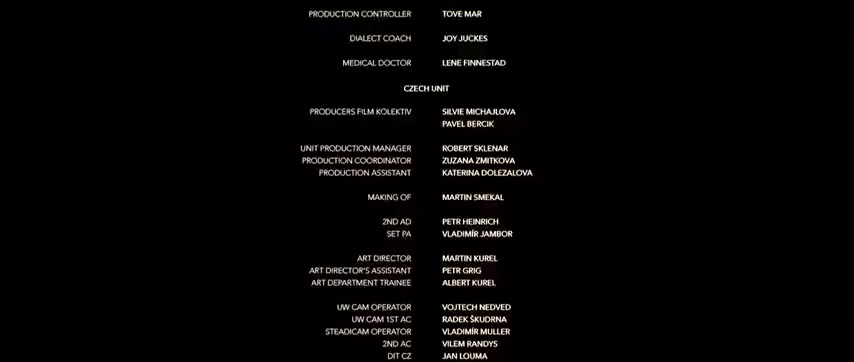 PRODUCTION CONTROLLER TOVE MAR
DIALECT COACH JOY JUCKES
MEDICAL DOCTOR LENE FINNESTAD
CZECH UNIT
PRODUCERS FILM KOLEKTIV SILVIE MICHAJLOVA
PAVEL BERCIK
UNIT PRODUCTION MANAGER ROBERT SKLENAR
PRODUCTION COORDINATOR ZUZANA ZMITKOVA
PRODUCTION ASSISTANT KATERINA DOLEZALOVA
MAKING OF MARTIN SMEKAL
2ND AD PETR HEINRICH
SET PA VLADIMÍR JAMBOR
ART DIRECTOR MARTIN KUREL
ART DIRECTOR'S ASSISTANT PETR GRIG
ART DEPARTMENT TRAINEE ALBERT KUREL
UW CAM OPERATOR VOJTECH NEDVED
UW CAM 1ST AC RADEK ŠKUDRNA
STEADICAM OPERATOR VLADIMÍR MULLER
2ND AC VILEM RANDYS
DIT CZ JAN LOUMA